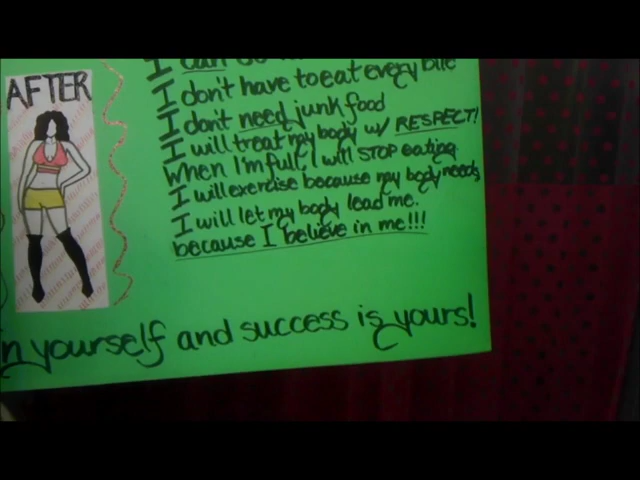 AFTER
I can
I don't have to eat every bite
I don't need junk food
I will treat my body w/ RESPECT!
When I'm full, I will STOP eating
I will exercise because my body needs
I will let my body lead me.
because I believe in me!!!
yourself and success is yours!